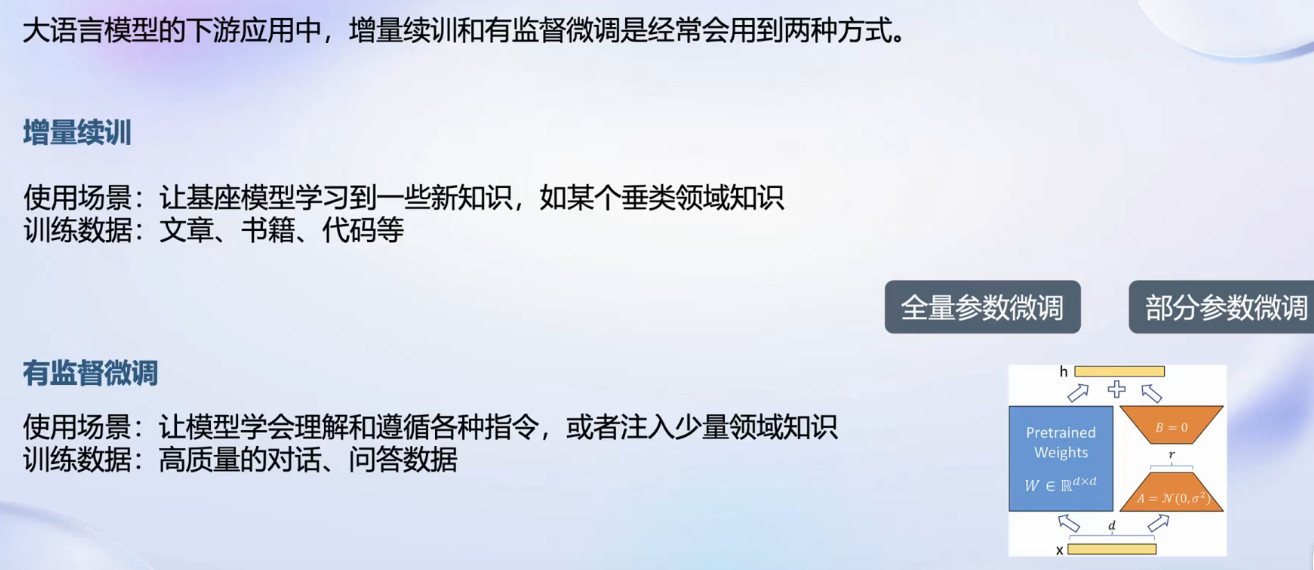 大语言模型的下游应用中，增量续训和有监督微调是经常会用到两种方式。
增量续训
使用场景：让基座模型学习到一些新知识，如某个垂类领域知识
训练数据：文章、书籍、代码等
全量参数微调
部分参数微调
有监督微调
使用场景：让模型学会理解和遵循各种指令，或者注入少量领域知识
训练数据：高质量的对话、问答数据
h
Pretrained
Weights
W ∈ ℝ^{d×d}
B = 0
r
A = 𝒩(0, σ²)
d
x